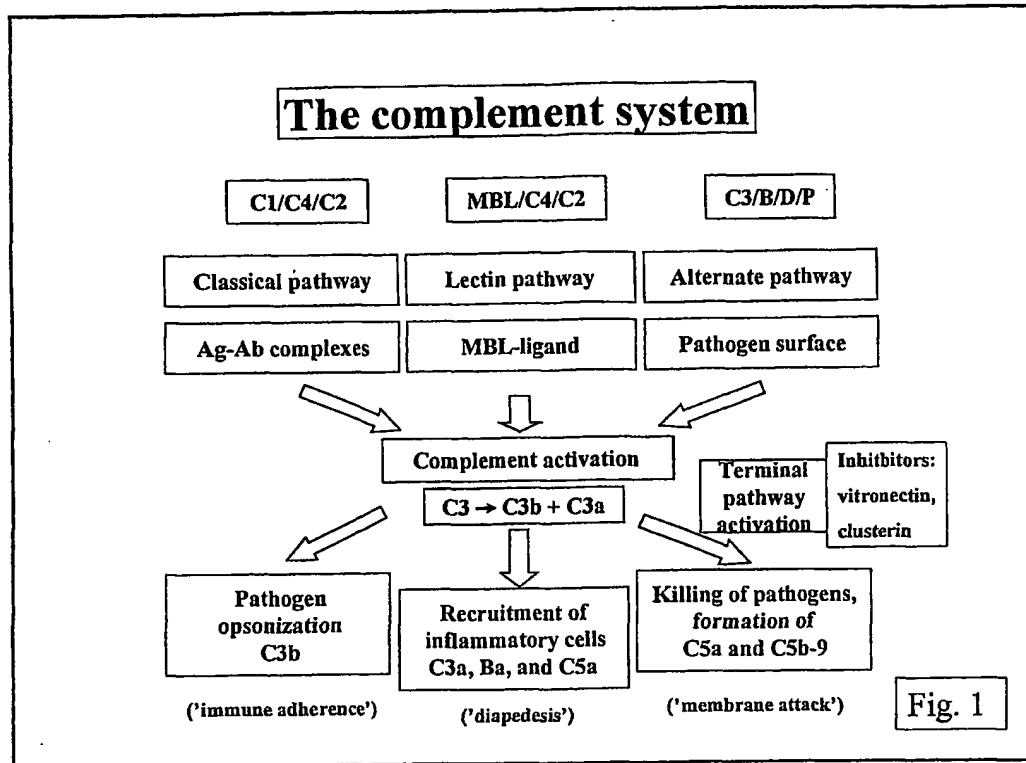 The complement system
C1/C4/C2
MBL/C4/C2
C3/B/D/P
Classical pathway
Lectin pathway
Alternate pathway
Ag-Ab complexes
MBL-ligand
Pathogen surface
Complement activation
C3 → C3b + C3a
Terminal
pathway
activation
Inhitbitors:
vitronectin,
clusterin
Pathogen
opsonization
C3b
Recruitment of
inflammatory cells
C3a, Ba, and C5a
Killing of pathogens,
formation of
C5a and C5b-9
('immune adherence')
('diapedesis')
('membrane attack')
Fig. 1